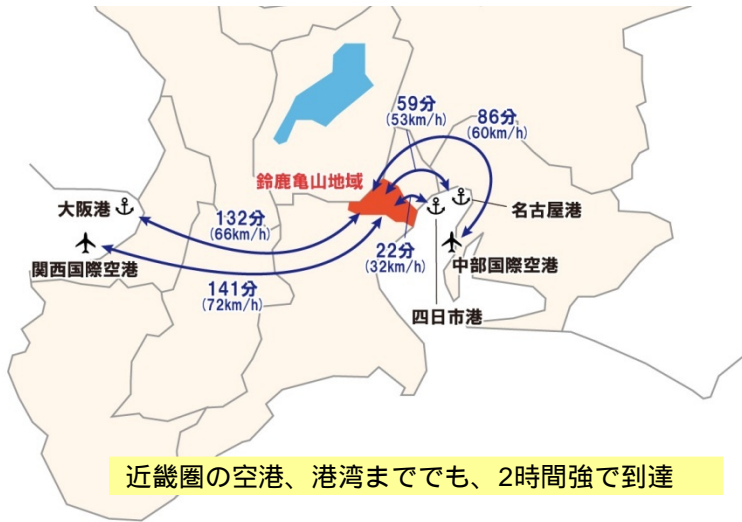 59分
(53km/h)
86分
(60km/h)
鈴鹿亀山地域
大阪港
132分
(66km/h)
名古屋港
関西国際空港
22分
(32km/h)
中部国際空港
141分
(72km/h)
四日市港
近畿圏の空港、港湾まででも、2時間強で到達